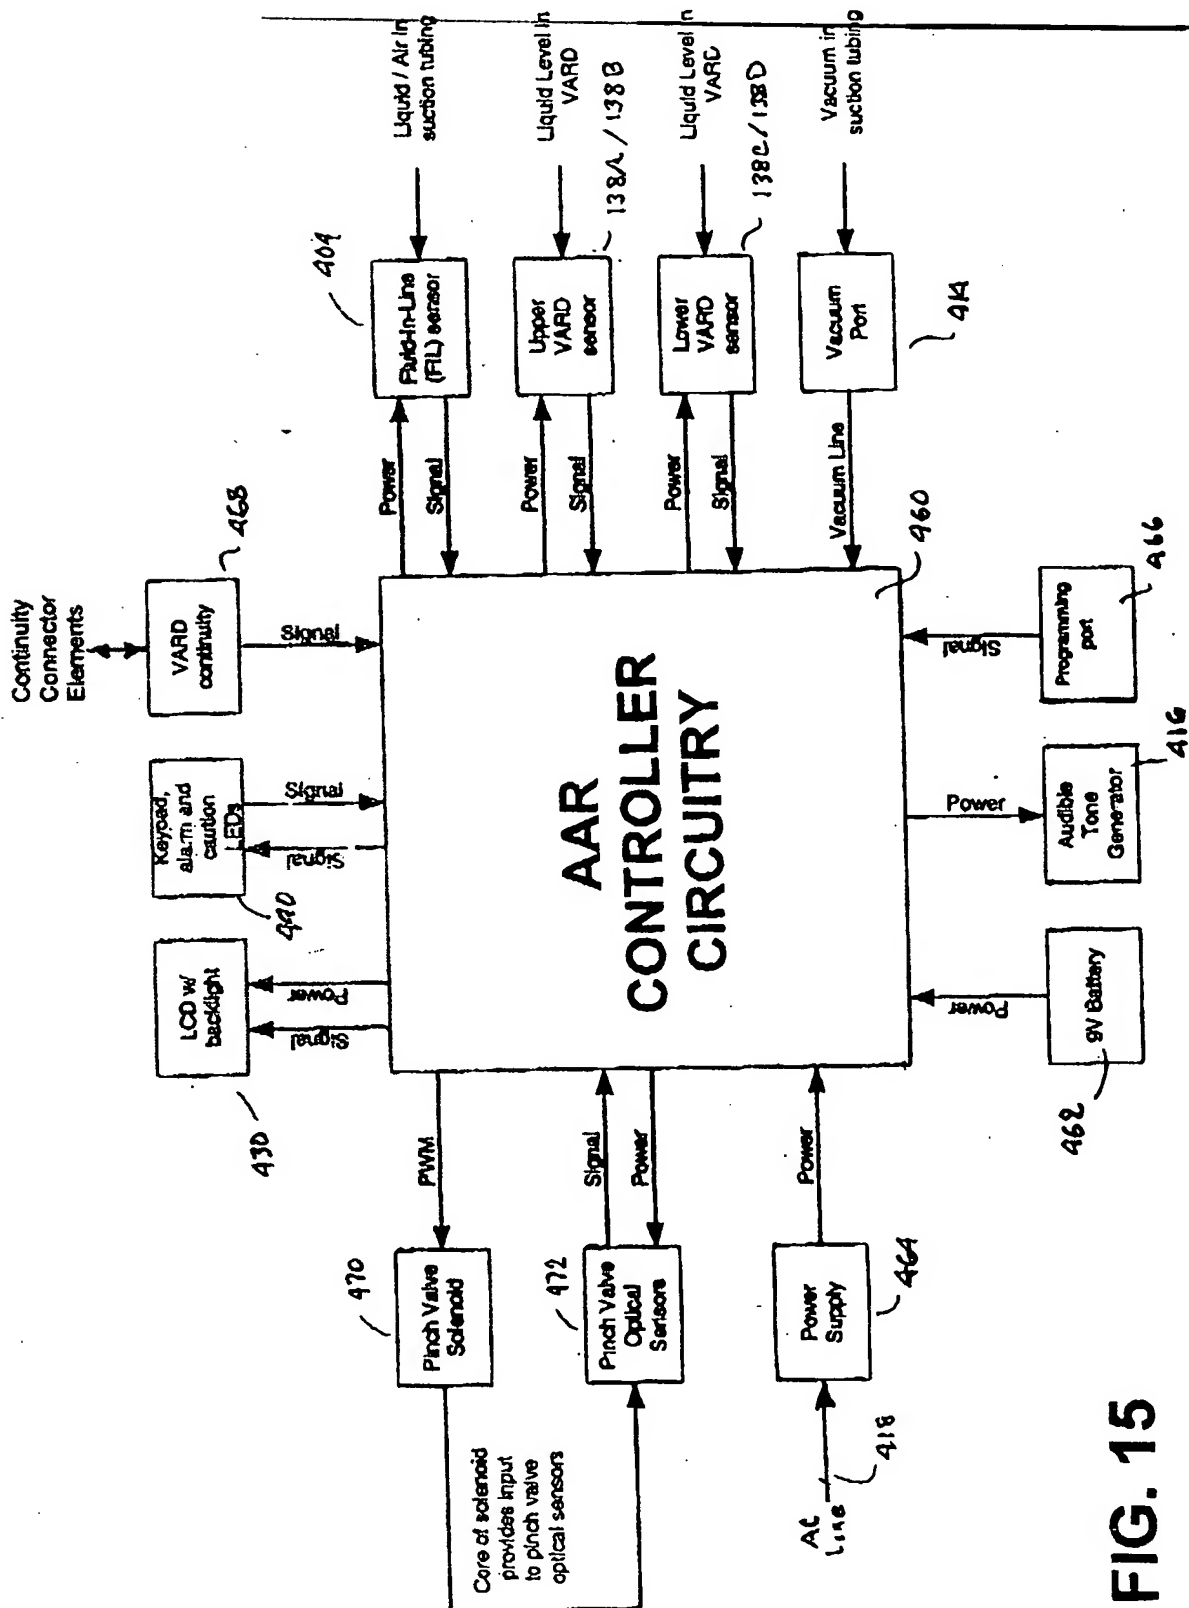 Continuity
Connector
Elements
468
VARD
continuity
Signal
Keypad,
alarm and
caution
LEDs
490
Signal
Signal
LCD w/
backlight
430
Power
Signal
404
Fluid-In-Line
(FIL) sensor
Power
Signal
Liquid / Air in
suction tubing
Upper
VARD
sensor
Power
Signal
Liquid Level in
VARD
138A / 138B
Lower
VARD
sensor
Power
Signal
Liquid Level in
VARD
138C / 138D
Vacuum
Port
Vacuum Line
Vacuum in
suction tubing
414
AAR
CONTROLLER
CIRCUITRY
460
Programming
port
Signal
466
Audible
Tone
Generator
Power
416
9V Battery
Power
462
PWM
470
Pinch Valve
Solenoid
472
Pinch Valve
Optical
Sensors
Signal
Power
Power
Supply
Power
464
AC
Line
418
Core of solenoid
provides input
to pinch valve
optical sensors
FIG. 15